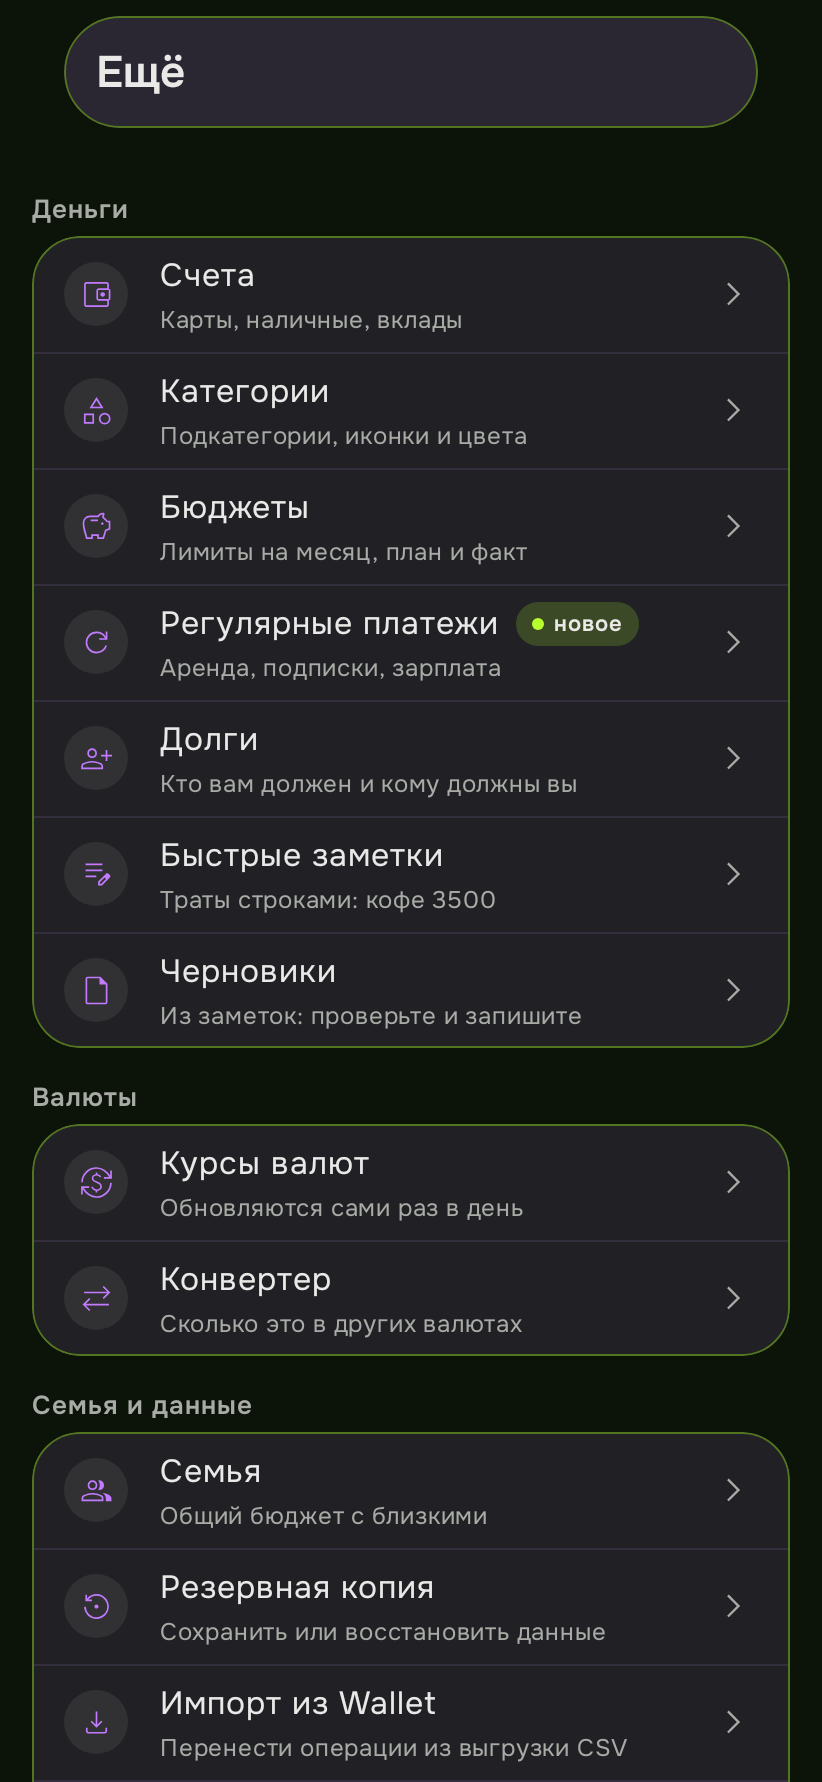 Ещё
Деньги
Счета
Карты, наличные, вклады
Категории
Подкатегории, иконки и цвета
Бюджеты
Лимиты на месяц, план и факт
Регулярные платежи новое
Аренда, подписки, зарплата
Долги
Кто вам должен и кому должны вы
Быстрые заметки
Траты строками: кофе 3500
Черновики
Из заметок: проверьте и запишите
Валюты
Курсы валют
Обновляются сами раз в день
Конвертер
Сколько это в других валютах
Семья и данные
Семья
Общий бюджет с близкими
Резервная копия
Сохранить или восстановить данные
Импорт из Wallet
Перенести операции из выгрузки CSV